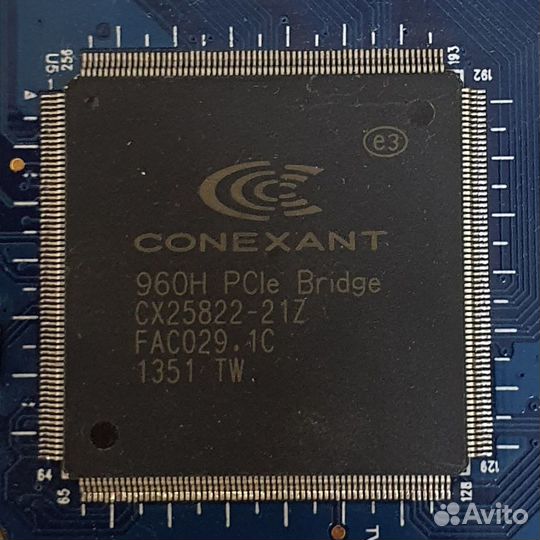 U5
256
193
192
e3
CONEXANT
960H PCIe Bridge
CX25822-21Z
FAC029.1C
1351 TW
64
65
128
129
Avito